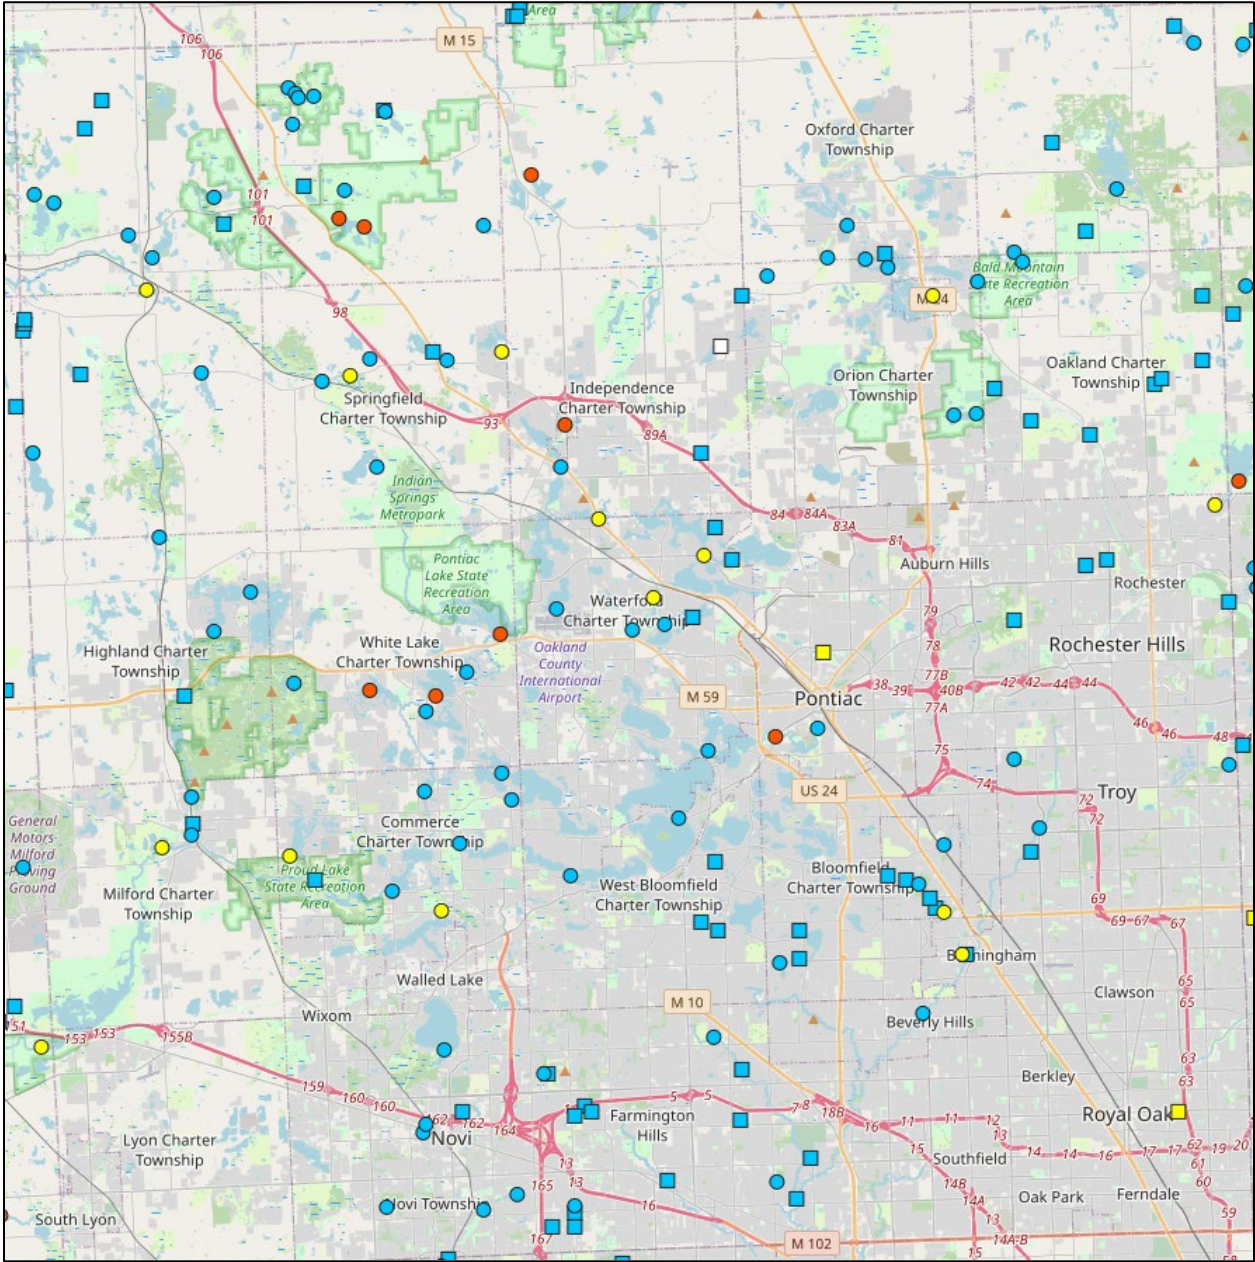 Area
106
M 15
106
Oxford Charter
Township
101
101
98
Bald Mountain
State Recreation
Area
Independence
Charter Township
Springfield
Charter Township
93
89A
Orion Charter
Township
Oakland Charter
Township
Indian
Springs
Metropark
84
84A
83A
81
Auburn Hills
Pontiac
Lake State
Recreation
Area
Rochester
Waterford
Charter Township
79
78
White Lake
Charter Township
Highland Charter
Township
Oakland
County
International
Airport
Rochester Hills
77B
38
39
40B
42
42
44
44
M 59
Pontiac
77A
46
46
48
75
74
US 24
Troy
72
72
General
Motors
Milford
Proving
Ground
Commerce
Charter Township
Proud Lake
State Recreation
Area
Bloomfield
Charter Township
West Bloomfield
Charter Township
Milford Charter
Township
69
69
67
67
Birmingham
Walled Lake
65
65
Clawson
M 10
Wixom
Beverly Hills
151
153
153
155B
63
63
Berkley
159
160
160
162
162
164
5
5
7
8
18B
16
11
11
12
Farmington
Hills
Royal Oak
Novi
Lyon Charter
Township
13
13
15
13
14
14
16
17
17
62
19
20
61
60
Southfield
165
16
14B
14A
Oak Park
Ferndale
Novi Township
South Lyon
13
59
167
M 102
14A-B
15
58